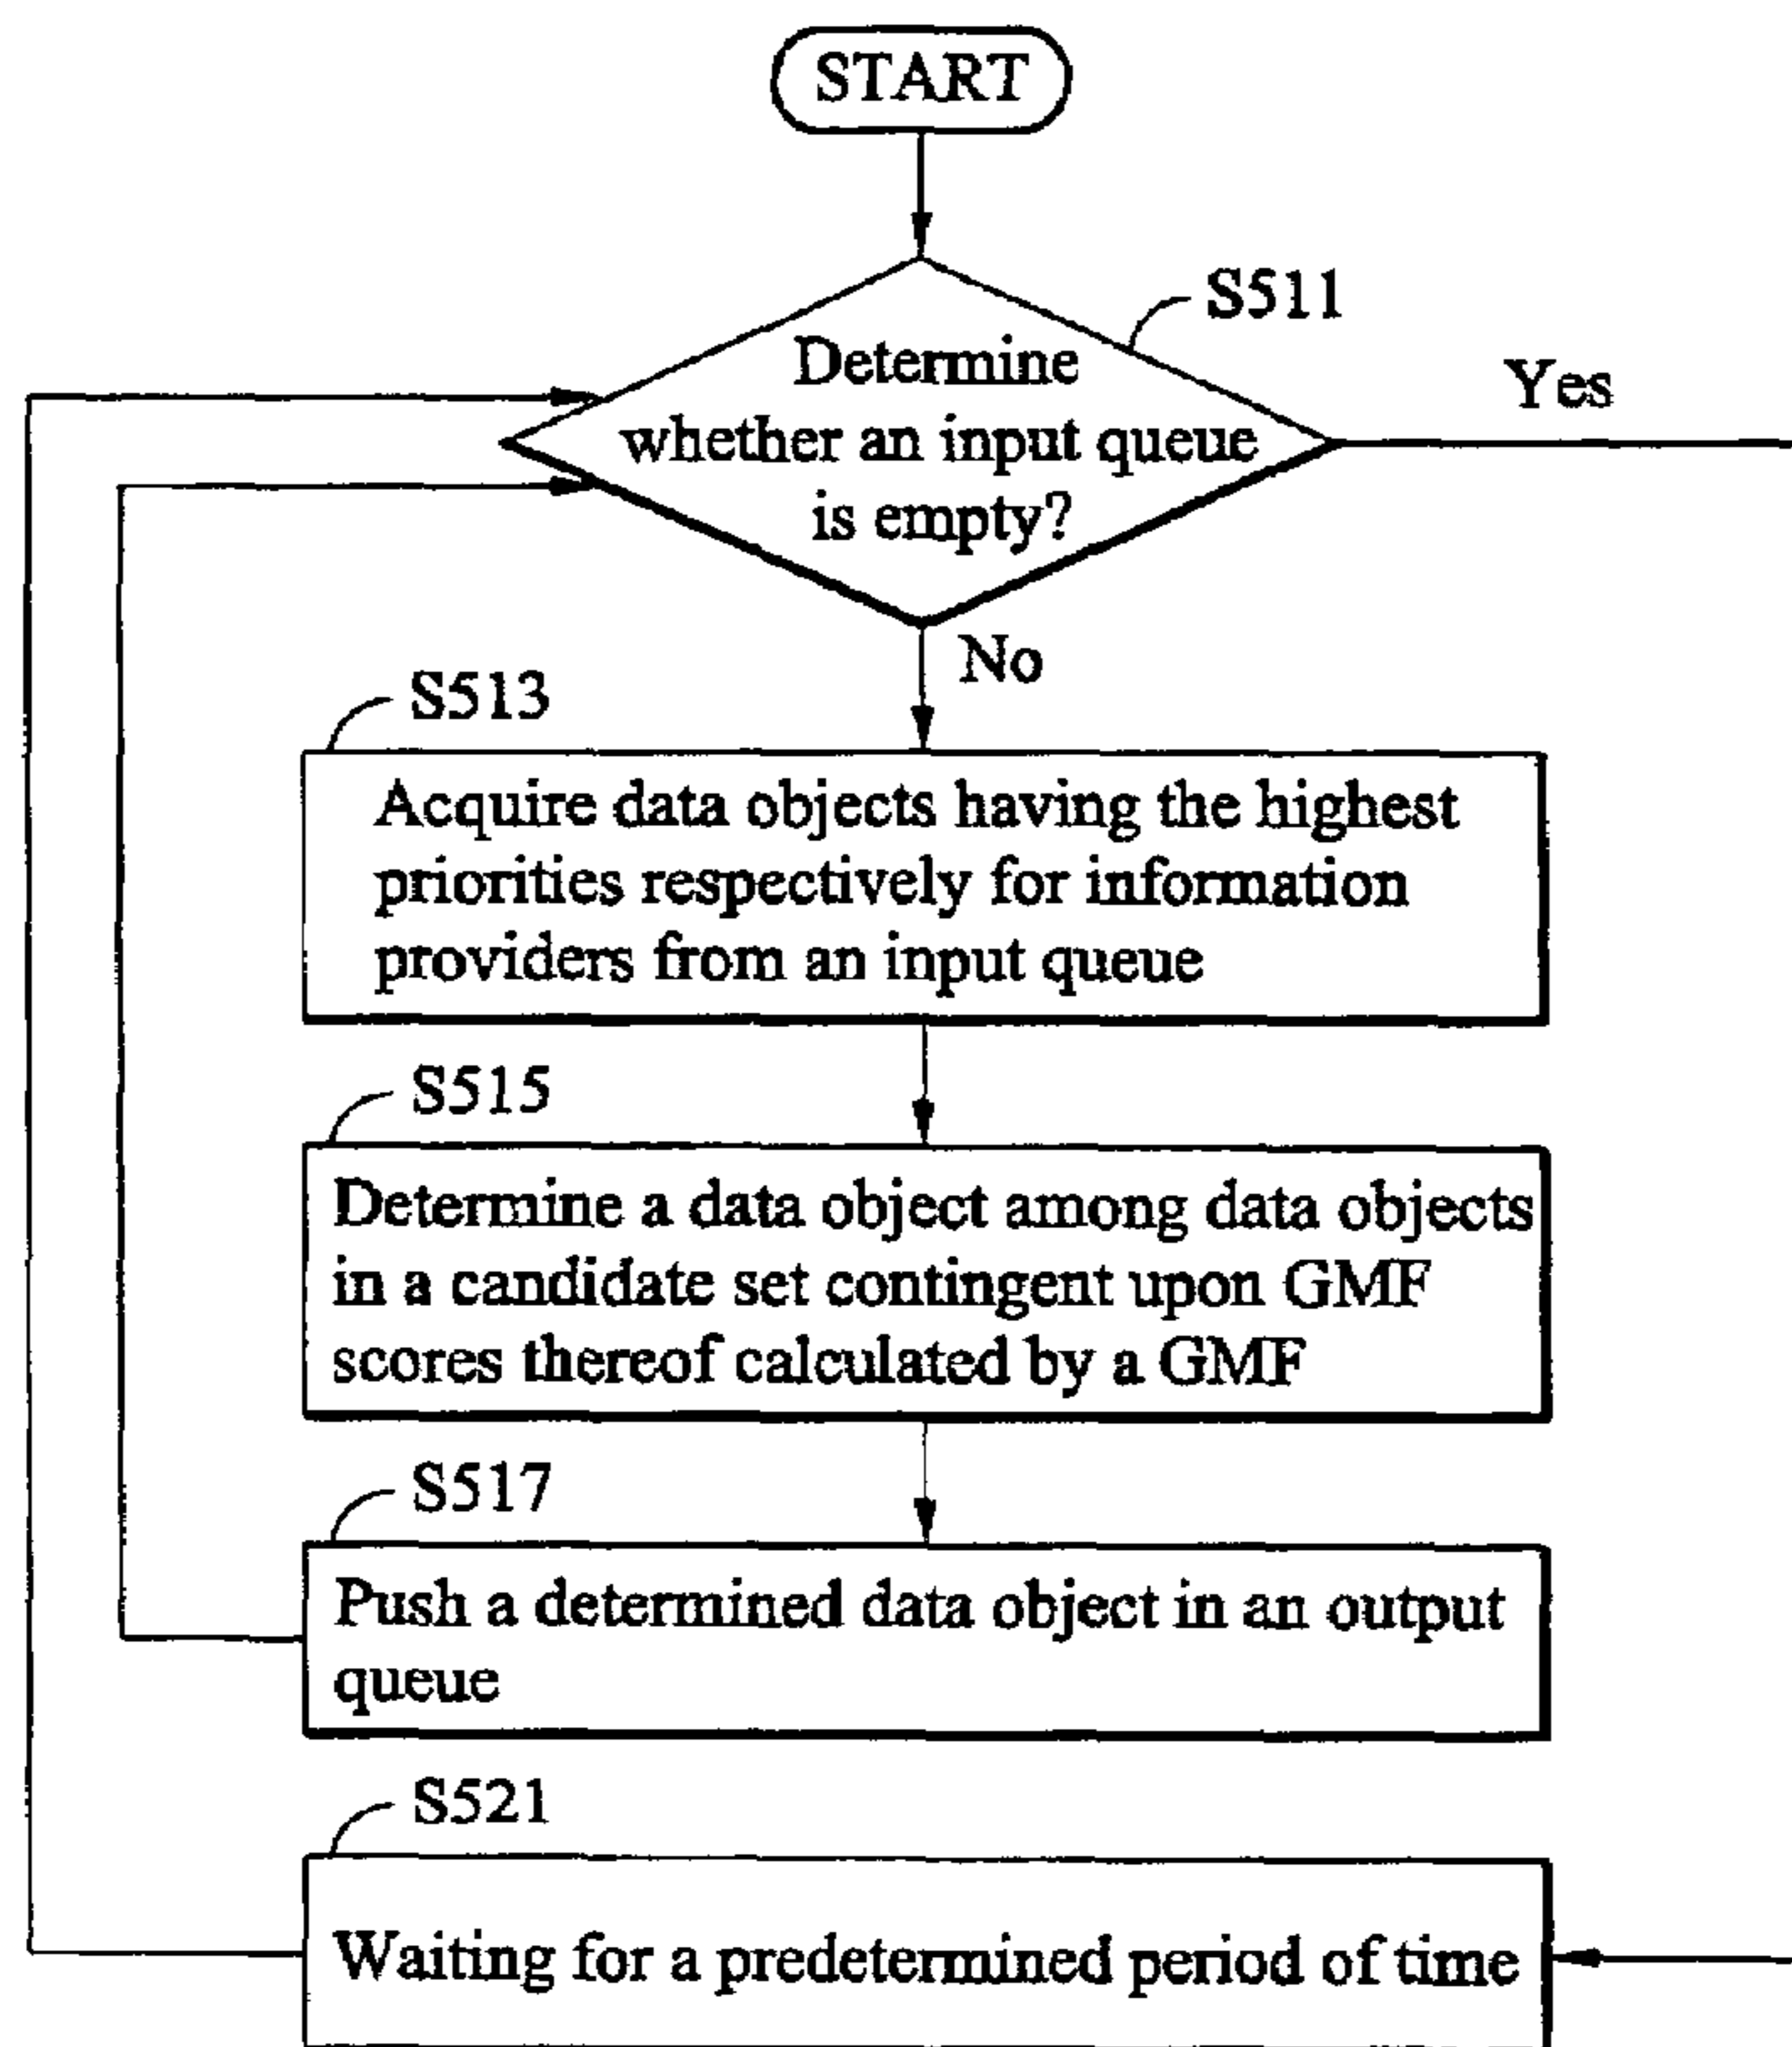 START
S511
Determine
whether an input queue
is empty?
Yes
No
S513
Acquire data objects having the highest
priorities respectively for information
providers from an input queue
S515
Determine a data object among data objects
in a candidate set contingent upon GMF
scores thereof calculated by a GMF
S517
Push a determined data object in an output
queue
S521
Waiting for a predetermined period of time